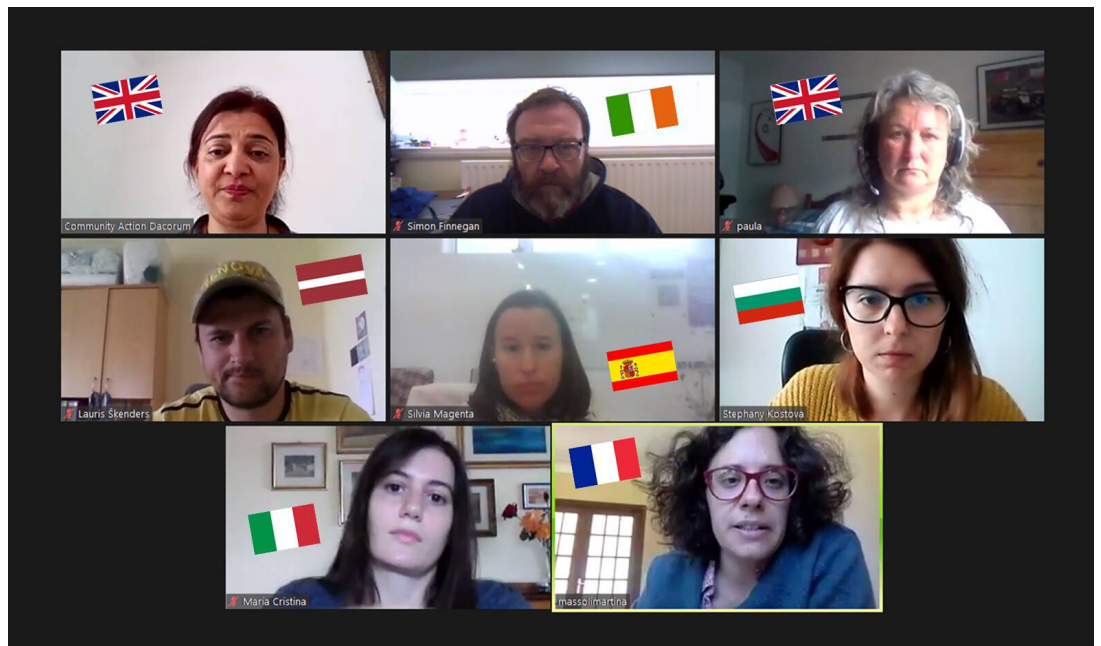 Community Action Dacorum
Simon Finnegan
paula
Lauris Škenders
Silvia Magenta
Stephany Kostova
Maria Cristina
massolimartina